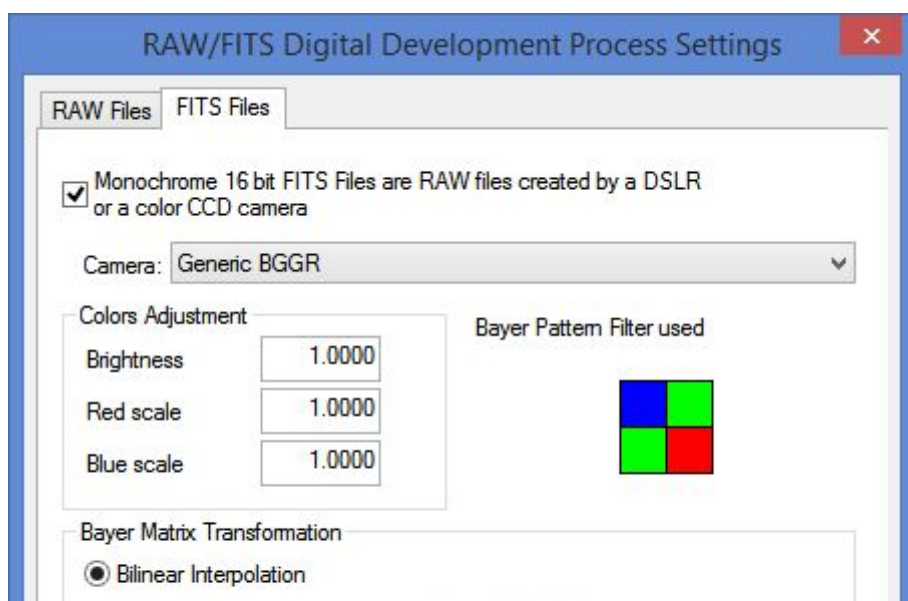 RAW/FITS Digital Development Process Settings
RAW Files
FITS Files
Monochrome 16 bit FITS Files are RAW files created by a DSLR
or a color CCD camera
Camera: Generic BGGR
Colors Adjustment
Bayer Pattern Filter used
Brightness 1.0000
Red scale 1.0000
Blue scale 1.0000
Bayer Matrix Transformation
Bilinear Interpolation